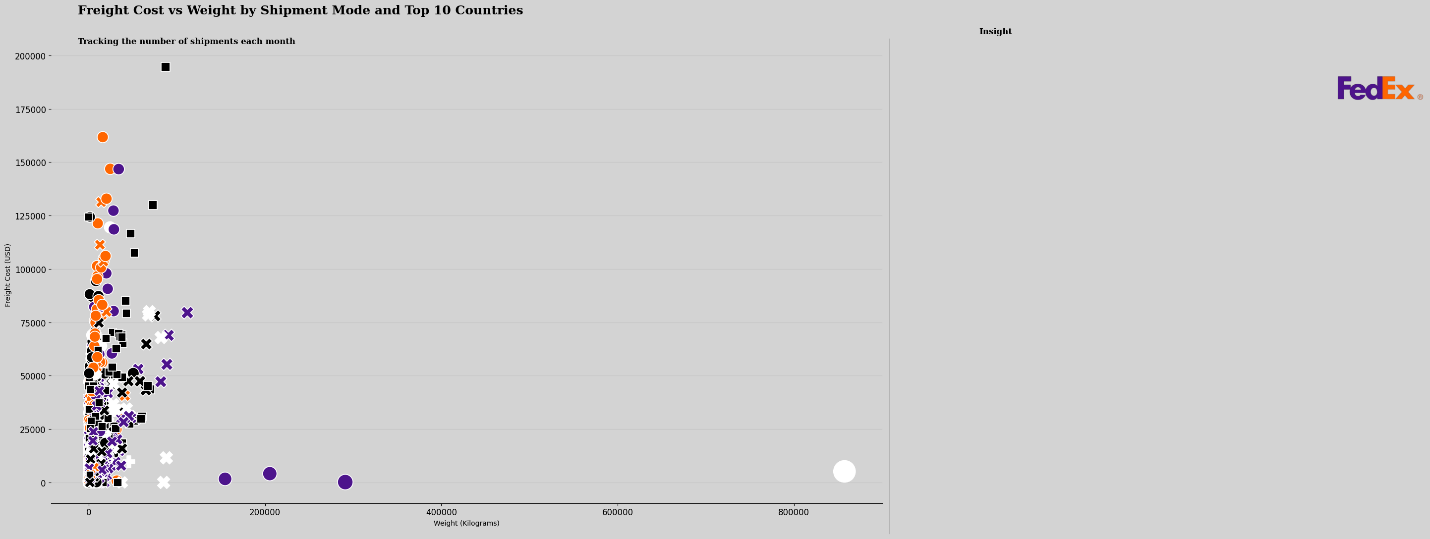 Freight Cost vs Weight by Shipment Mode and Top 10 Countries
Tracking the number of shipments each month
Insight
FedEx®
200000
175000
150000
125000
100000
75000
50000
25000
0
Freight Cost (USD)
0 200000 400000 600000 800000
Weight (Kilograms)